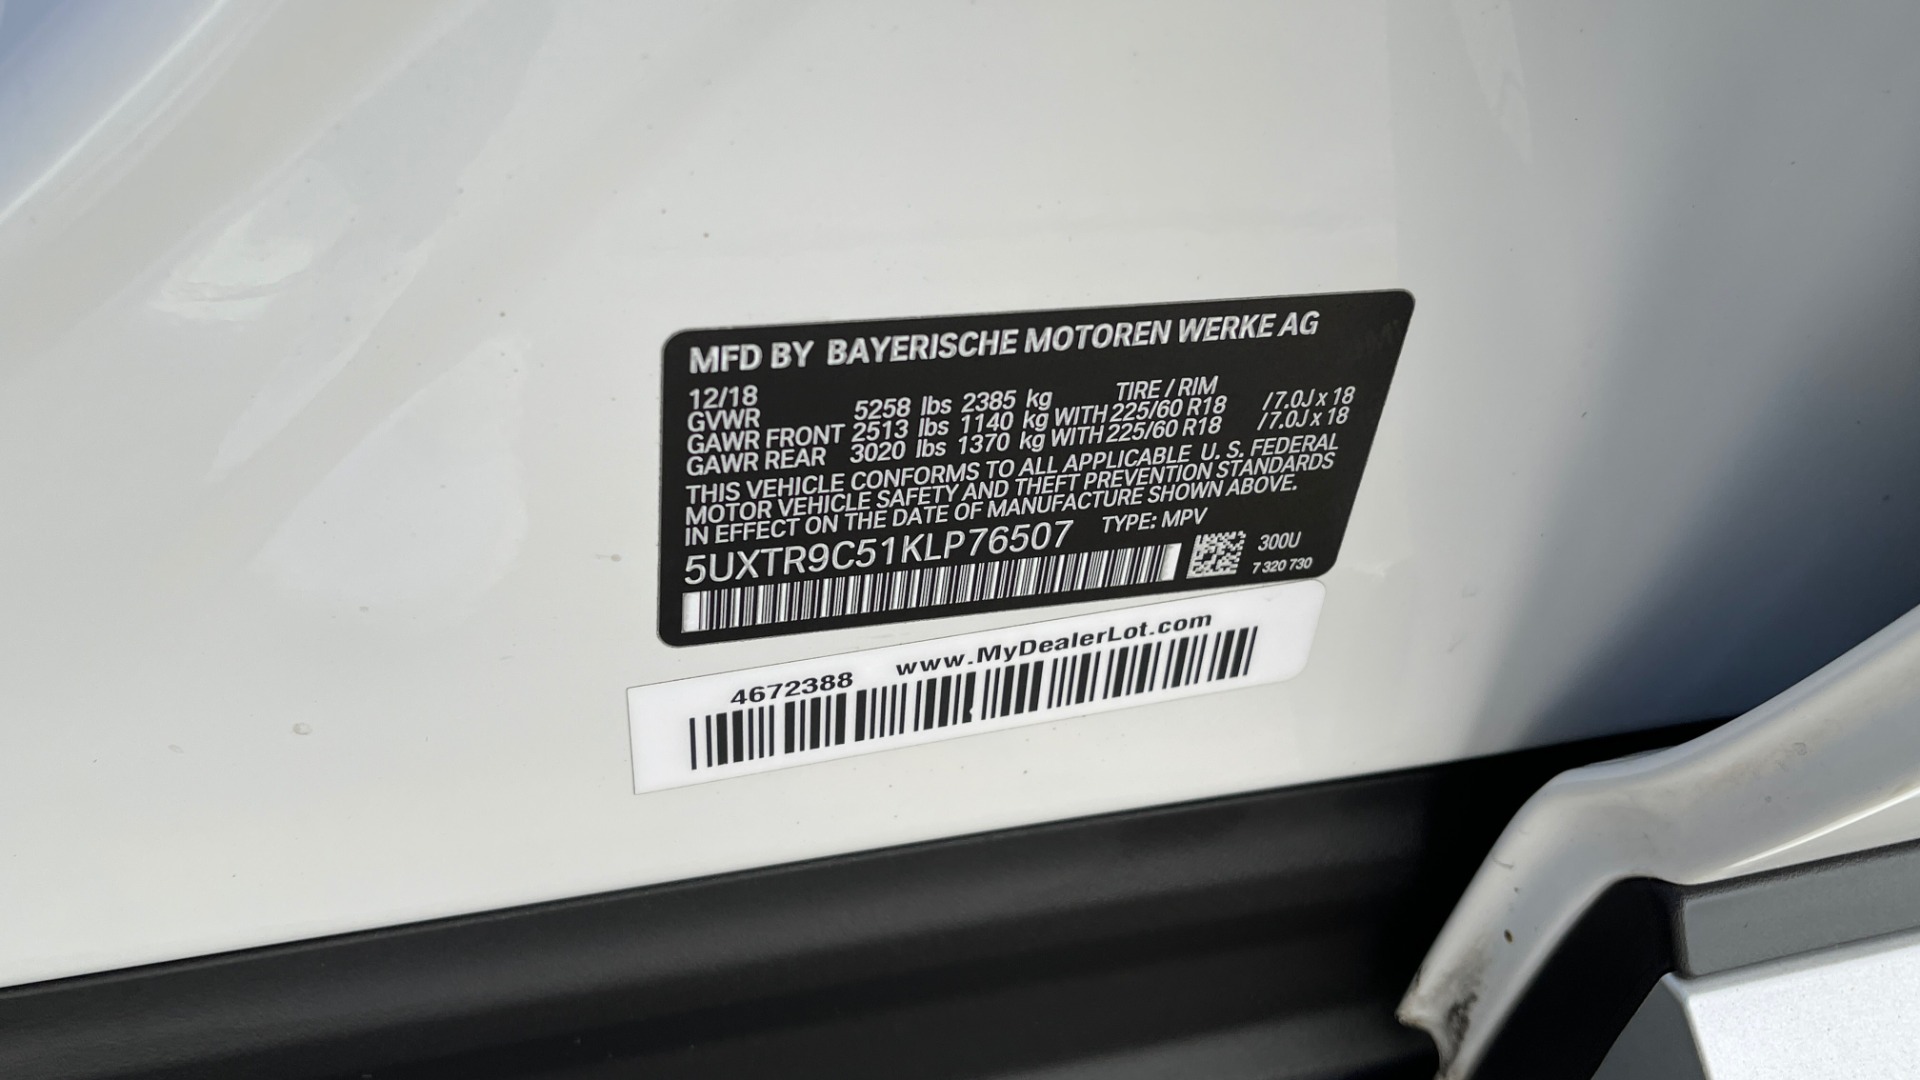 MFD BY BAYERISCHE MOTOREN WERKE AG
12/18 TIRE / RIM
GVWR 5258 lbs 2385 kg
GAWR FRONT 2513 lbs 1140 kg WITH 225/60 R18 / 7.0J x 18
GAWR REAR 3020 lbs 1370 kg WITH 225/60 R18 / 7.0J x 18
THIS VEHICLE CONFORMS TO ALL APPLICABLE U. S. FEDERAL
MOTOR VEHICLE SAFETY AND THEFT PREVENTION STANDARDS
IN EFFECT ON THE DATE OF MANUFACTURE SHOWN ABOVE.
5UXTR9C51KLP76507 TYPE: MPV
300U
7 320 730
4672388 www.MyDealerLot.com